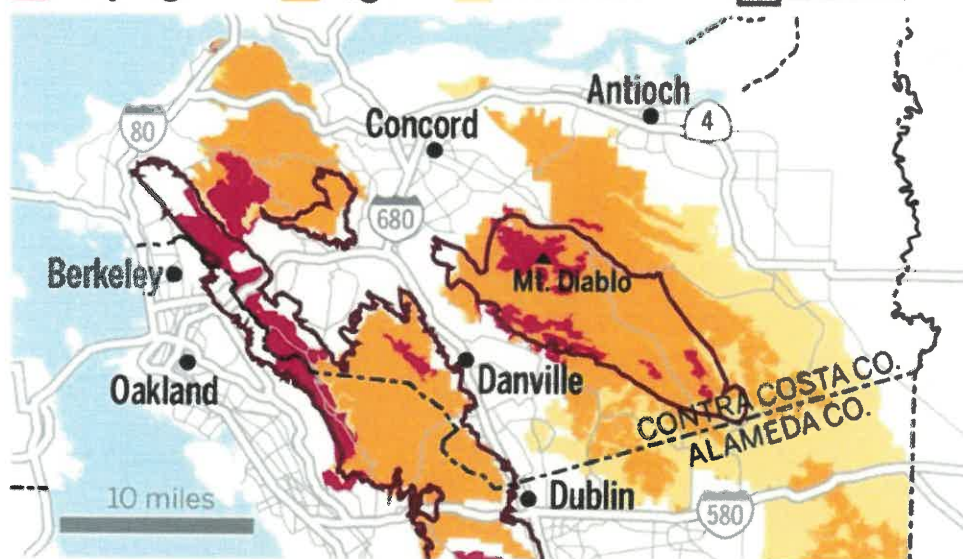 Antioch
80
Concord
4
680
Berkeley
Mt. Diablo
Oakland
Danville
CONTRA COSTA CO.
ALAMEDA CO.
10 miles
Dublin
580